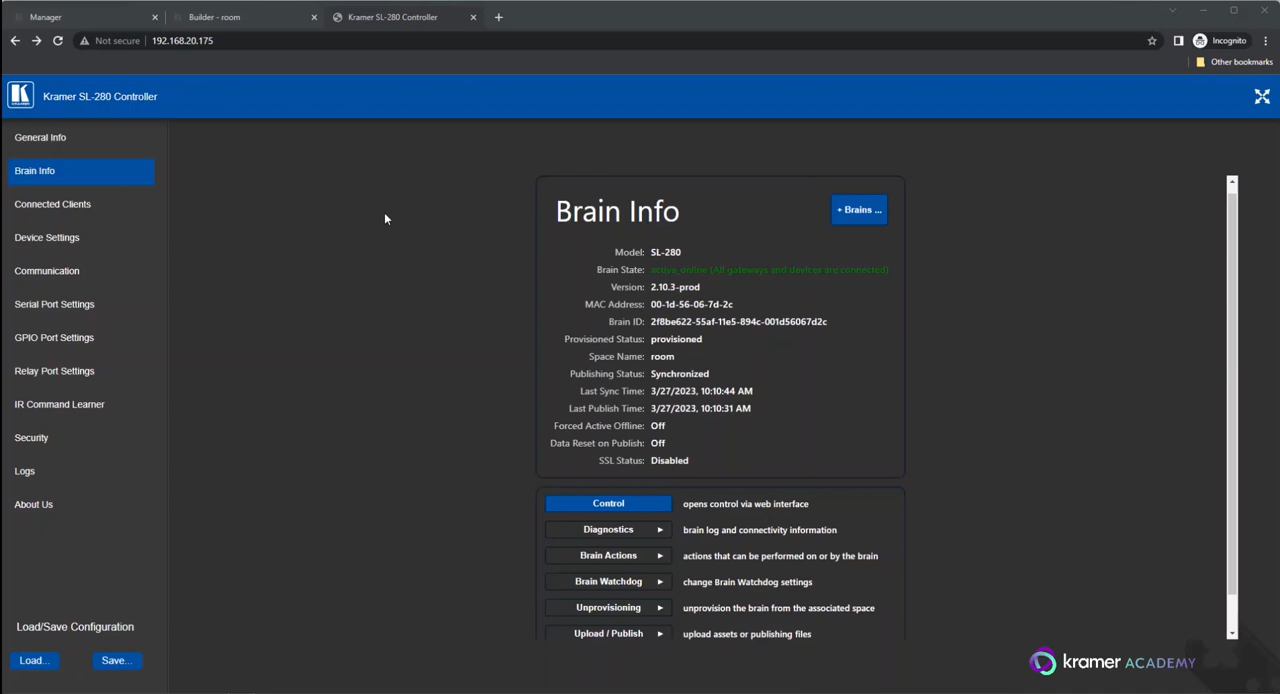 Manager
Builder - room
Kramer SL-280 Controller
Not secure
192.168.20.175
Incognito
Other bookmarks
K
KRAMER
Kramer SL-280 Controller
General Info
Brain Info
Connected Clients
Device Settings
Communication
Serial Port Settings
GPIO Port Settings
Relay Port Settings
IR Command Learner
Security
Logs
About Us
Load/Save Configuration
Load...
Save...
Brain Info
+ Brains ...
Model: SL-280
Brain State: active_online (All gateways and devices are connected)
Version: 2.10.3-prod
MAC Address: 00-1d-56-06-7d-2c
Brain ID: 2f8be622-55af-11e5-894c-001d56067d2c
Provisioned Status: provisioned
Space Name: room
Publishing Status: Synchronized
Last Sync Time: 3/27/2023, 10:10:44 AM
Last Publish Time: 3/27/2023, 10:10:31 AM
Forced Active Offline: Off
Data Reset on Publish: Off
SSL Status: Disabled
Control opens control via web interface
Diagnostics brain log and connectivity information
Brain Actions actions that can be performed on or by the brain
Brain Watchdog change Brain Watchdog settings
Unprovisioning unprovision the brain from the associated space
Upload / Publish upload assets or publishing files
kramer ACADEMY